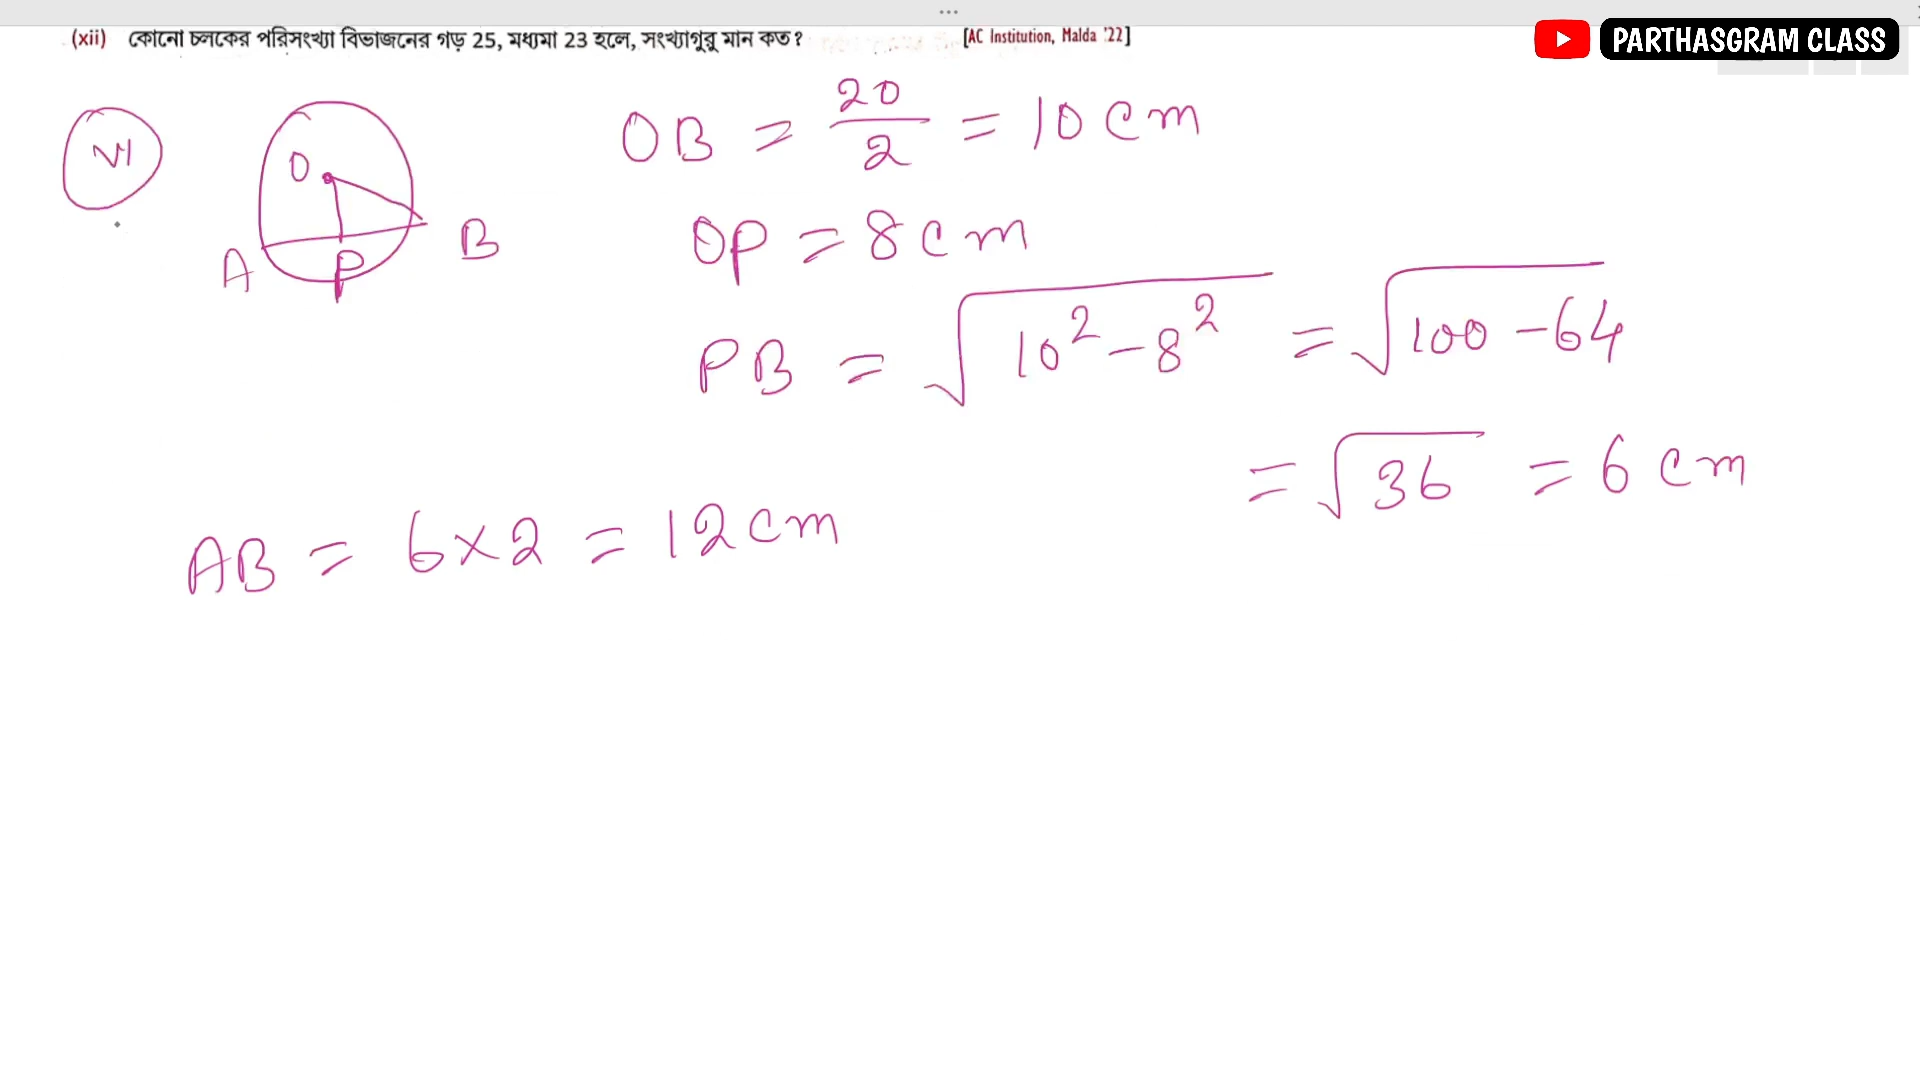 ...
(xii) কোনো চলকের পরিসংখ্যা বিভাজনের গড় 25, মধ্যমা 23 হলে, সংখ্যাগুরু মান কত? [AC Institution, Malda '22]
PARTHASGRAM CLASS
VI
O
A
P
B
OB = 20/2 = 10 cm
OP = 8 cm
PB = √(10² - 8²) = √(100 - 64)
= √36 = 6 cm
AB = 6 × 2 = 12 cm